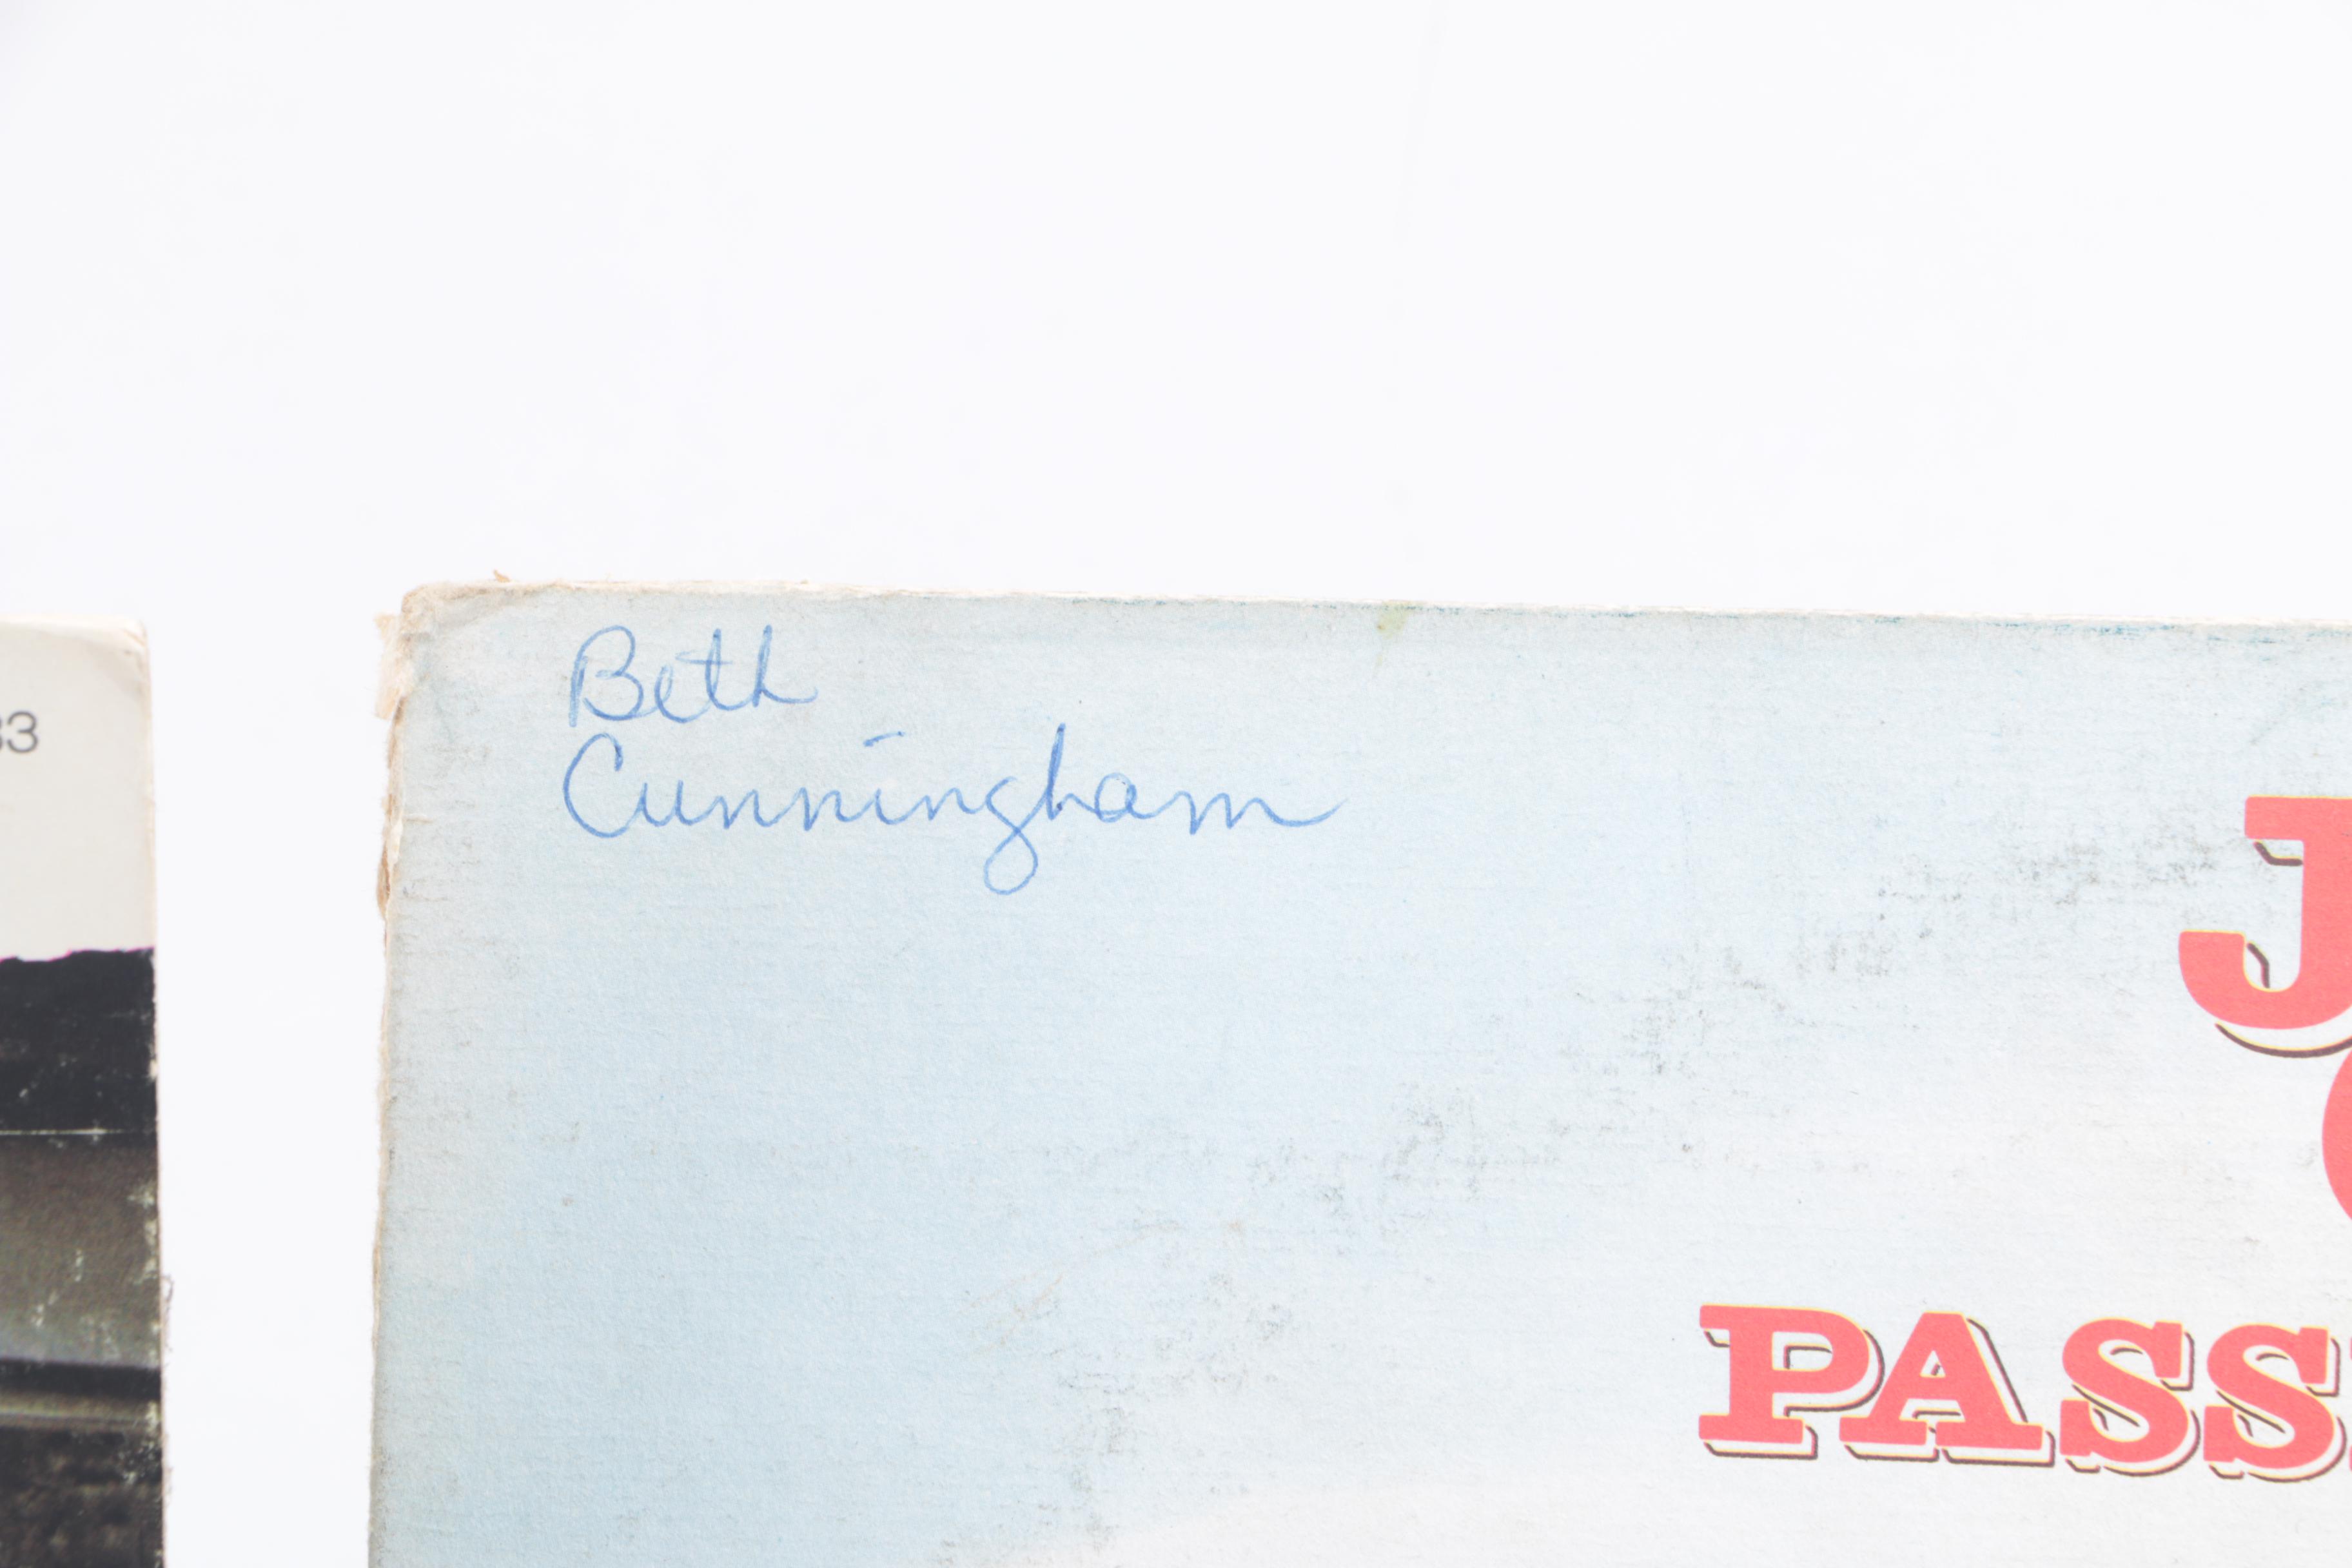 Beth
Cunningham
J
PASS
33